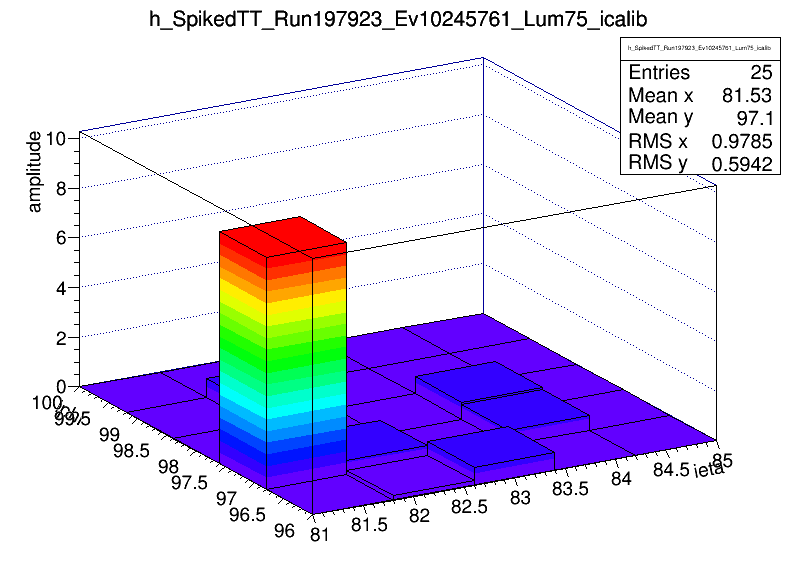 h_SpikedTT_Run197923_Ev10245761_Lum75_icalib
h_SpikedTT_Run197923_Ev10245761_Lum75_icalib
Entries 25
Mean x 81.53
Mean y 97.1
RMS x 0.9785
RMS y 0.5942
amplitude
10
8
6
4
2
0
100
99.5
99
98.5
98
97.5
97
96.5
96
81
81.5
82
82.5
83
83.5
84
84.5
85
ieta